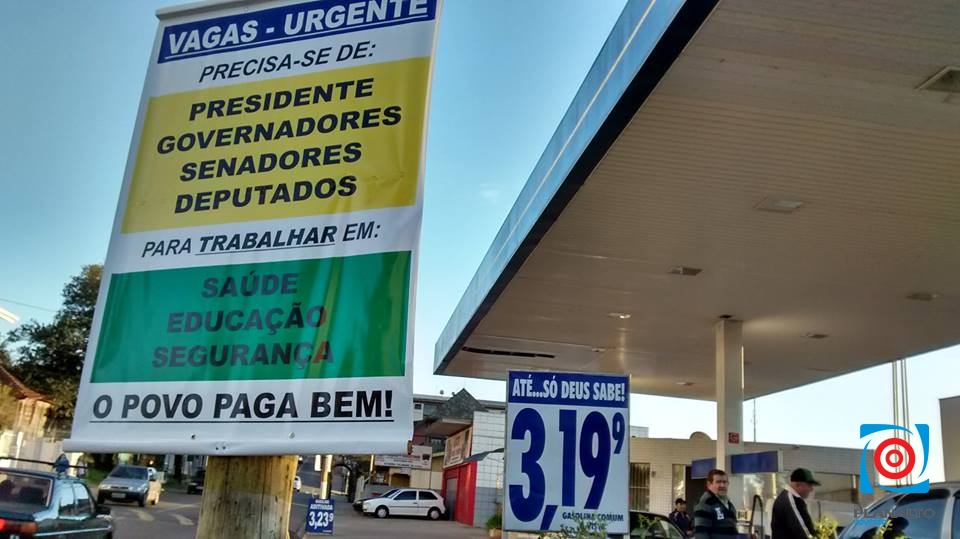 VAGAS - URGENTE
PRECISA-SE DE:
PRESIDENTE
GOVERNADORES
SENADORES
DEPUTADOS
PARA TRABALHAR EM:
SAÚDE
EDUCAÇÃO
SEGURANÇA
O POVO PAGA BEM!
ATÉ...SÓ DEUS SABE!
3,19⁹
GASOLINA COMUM
ADITIVADA
3,23⁹